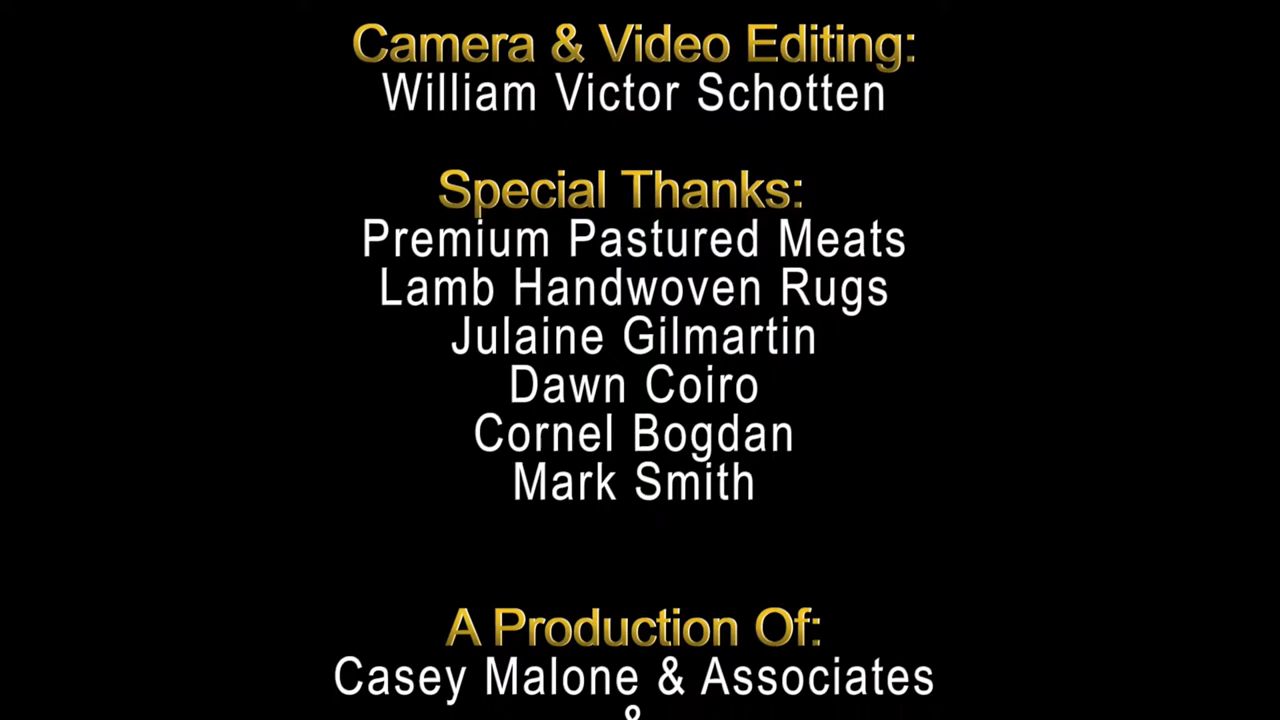 Camera & Video Editing:
William Victor Schotten
Special Thanks:
Premium Pastured Meats
Lamb Handwoven Rugs
Julaine Gilmartin
Dawn Coiro
Cornel Bogdan
Mark Smith
A Production Of:
Casey Malone & Associates
&